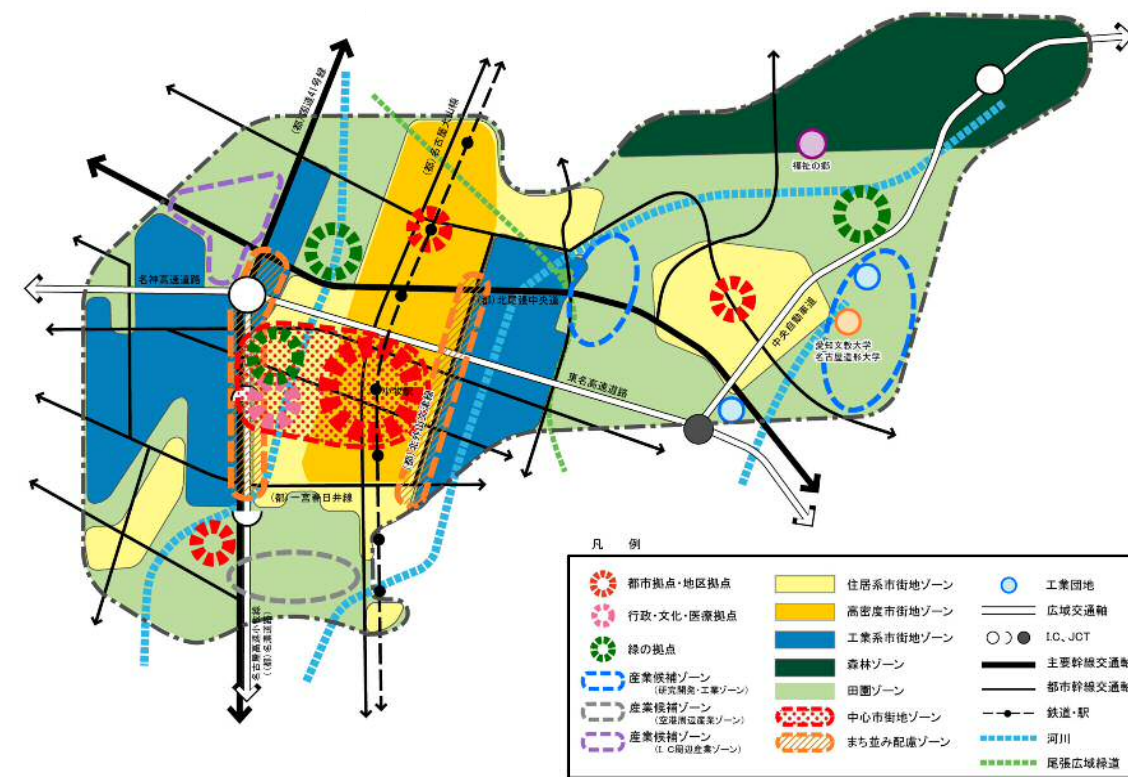 (都)国道41号線
(都)名古屋犬山線
福祉の郷
名神高速道路
(都)北尾張中央道
中央自動車道
愛知文教大学
名古屋造形大学
東名高速道路
小牧駅
(都)北外山文末線
(都)一宮春日井線
名古屋高速小牧線
((都)名濃道路)
凡 例
都市拠点・地区拠点
行政・文化・医療拠点
緑の拠点
産業候補ゾーン
(研究開発・工業ゾーン)
産業候補ゾーン
(空港周辺産業ゾーン)
産業候補ゾーン
(I.C周辺産業ゾーン)
住居系市街地ゾーン
高密度市街地ゾーン
工業系市街地ゾーン
森林ゾーン
田園ゾーン
中心市街地ゾーン
まち並み配慮ゾーン
工業団地
広域交通軸
I.C、JCT
主要幹線交通軸
都市幹線交通軸
鉄道・駅
河川
尾張広域緑道